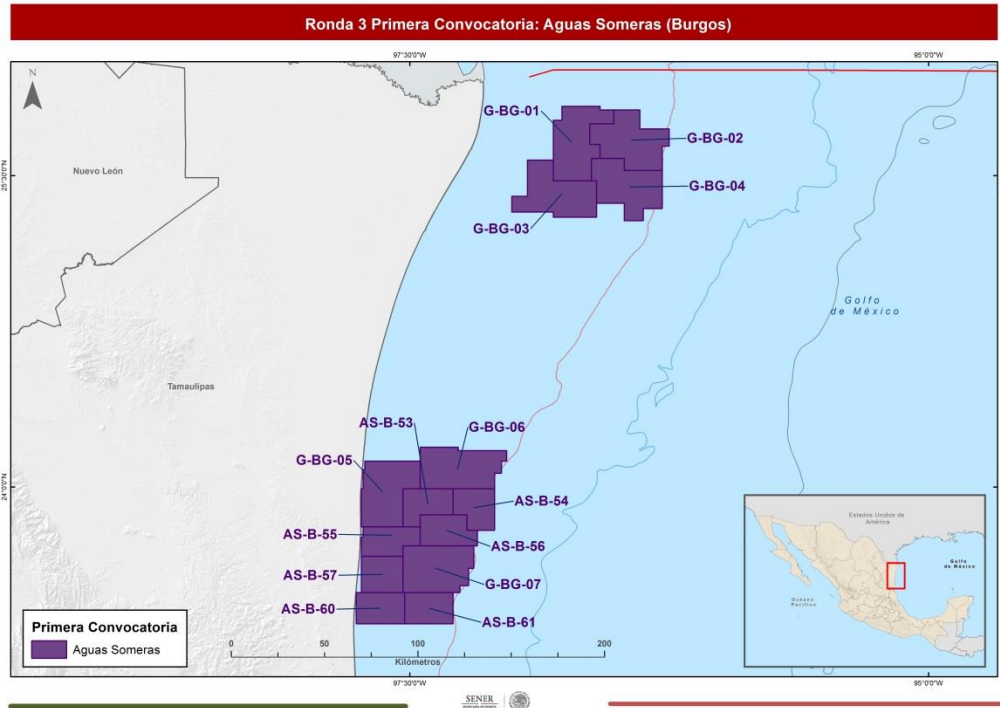 Ronda 3 Primera Convocatoria: Aguas Someras (Burgos)
97°30'0"W
95°0'0"W
N
G-BG-01
G-BG-02
25°30'0"N
Nuevo León
G-BG-04
G-BG-03
Golfo
de México
Tamaulipas
AS-B-53
G-BG-06
G-BG-05
24°0'0"N
AS-B-54
AS-B-55
AS-B-56
AS-B-57
G-BG-07
AS-B-60
AS-B-61
Primera Convocatoria
Aguas Someras
0
100
200
Kilómetros
Estados Unidos de
América
Golfo
de México
Océano
Pacífico
97°30'0"W
95°0'0"W
SENER